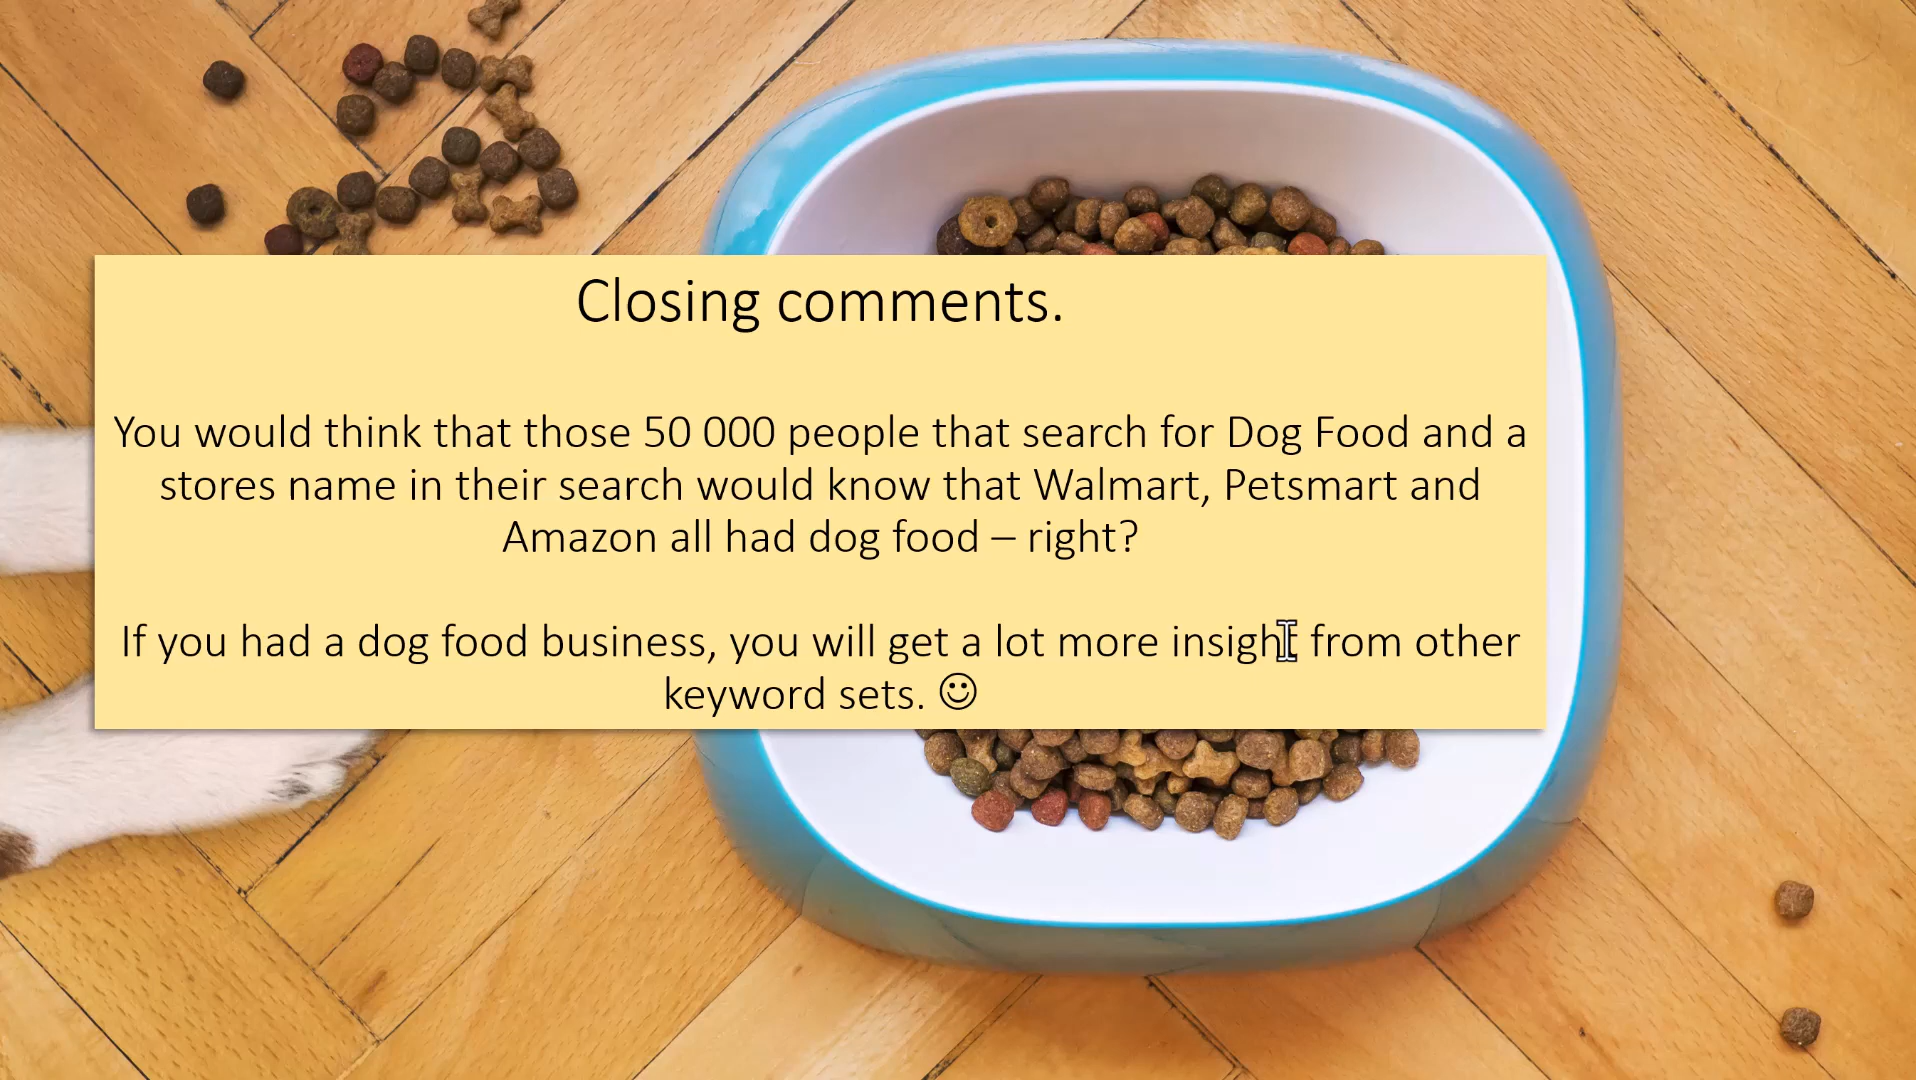 Closing comments.
You would think that those 50 000 people that search for Dog Food and a
stores name in their search would know that Walmart, Petsmart and
Amazon all had dog food – right?
If you had a dog food business, you will get a lot more insight from other
keyword sets. ☺